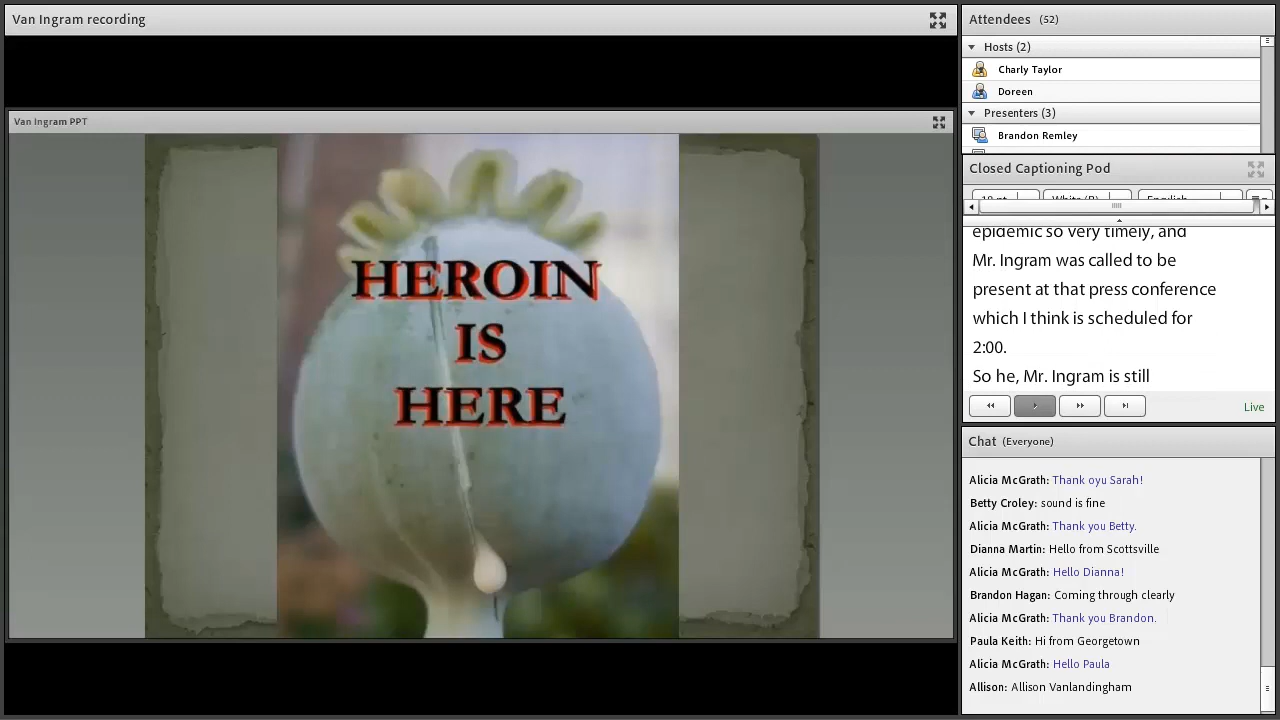 Van Ingram recording
Van Ingram PPT
HEROIN
IS
HERE
Attendees (52)
Hosts (2)
Charly Taylor
Doreen
Presenters (3)
Brandon Remley
Closed Captioning Pod
English
epidemic so very timely, and
Mr. Ingram was called to be
present at that press conference
which I think is scheduled for
2:00.
So he, Mr. Ingram is still
Live
Chat (Everyone)
Alicia McGrath: Thank oyu Sarah!
Betty Croley: sound is fine
Alicia McGrath: Thank you Betty.
Dianna Martin: Hello from Scottsville
Alicia McGrath: Hello Dianna!
Brandon Hagan: Coming through clearly
Alicia McGrath: Thank you Brandon.
Paula Keith: Hi from Georgetown
Alicia McGrath: Hello Paula
Allison: Allison Vanlandingham